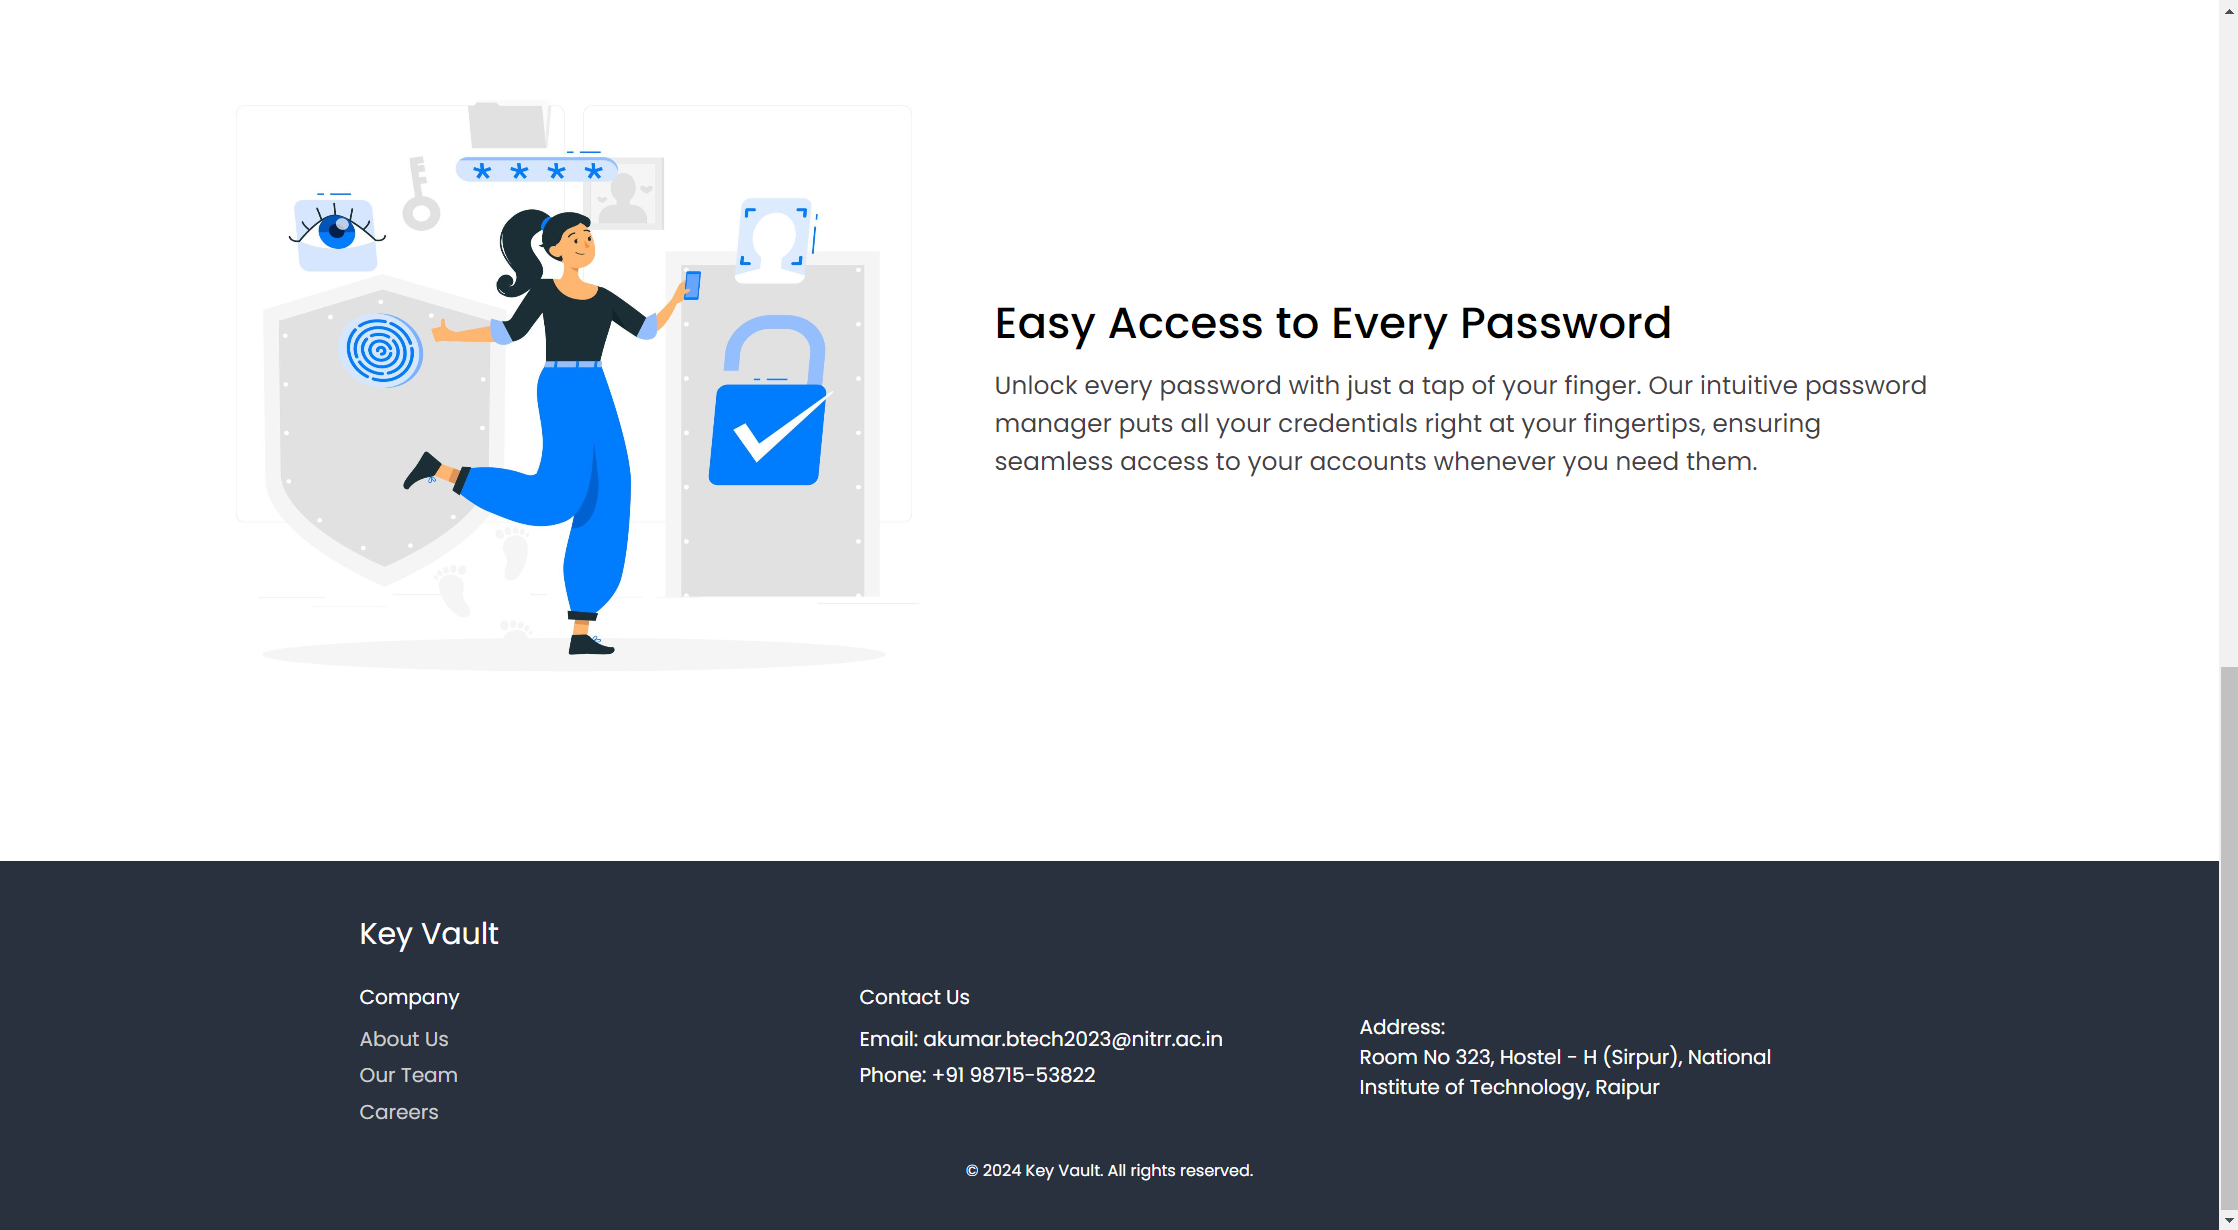 * * * *
Easy Access to Every Password
Unlock every password with just a tap of your finger. Our intuitive password
manager puts all your credentials right at your fingertips, ensuring
seamless access to your accounts whenever you need them.
Key Vault
Company
About Us
Our Team
Careers
Contact Us
Email: akumar.btech2023@nitrr.ac.in
Phone: +91 98715-53822
Address:
Room No 323, Hostel - H (Sirpur), National
Institute of Technology, Raipur
© 2024 Key Vault. All rights reserved.